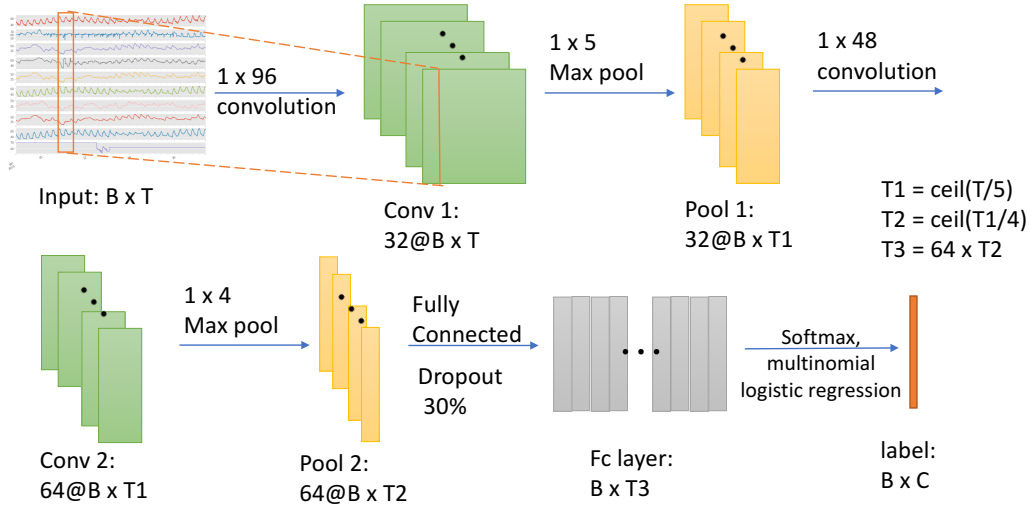 1 x 96
convolution
1 x 5
Max pool
1 x 48
convolution
Input: B x T
Conv 1:
32@B x T
Pool 1:
32@B x T1
T1 = ceil(T/5)
T2 = ceil(T1/4)
T3 = 64 x T2
1 x 4
Max pool
Fully
Connected
Dropout
30%
Softmax,
multinomial
logistic regression
Conv 2:
64@B x T1
Pool 2:
64@B x T2
Fc layer:
B x T3
label:
B x C